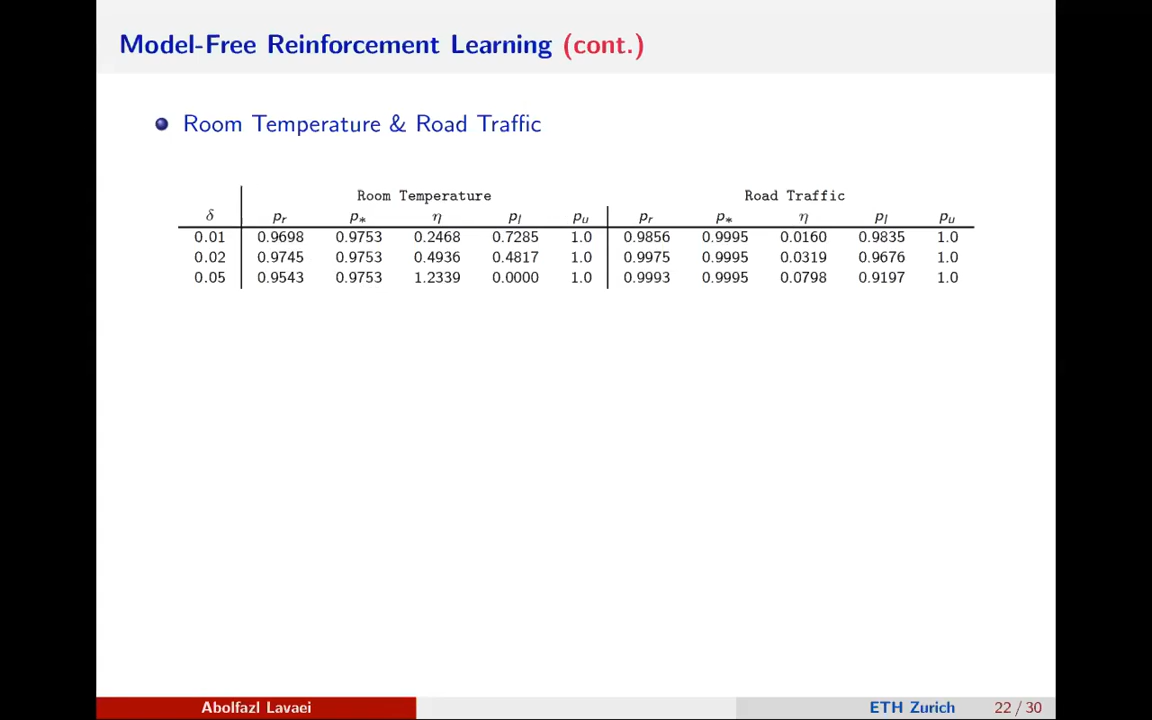 Model-Free Reinforcement Learning (cont.)
Room Temperature & Road Traffic
Room Temperature Road Traffic
δ p_r p_* η p_l p_u p_r p_* η p_l p_u
0.01 0.9698 0.9753 0.2468 0.7285 1.0 0.9856 0.9995 0.0160 0.9835 1.0
0.02 0.9745 0.9753 0.4936 0.4817 1.0 0.9975 0.9995 0.0319 0.9676 1.0
0.05 0.9543 0.9753 1.2339 0.0000 1.0 0.9993 0.9995 0.0798 0.9197 1.0
Abolfazl Lavaei ETH Zurich 22 / 30